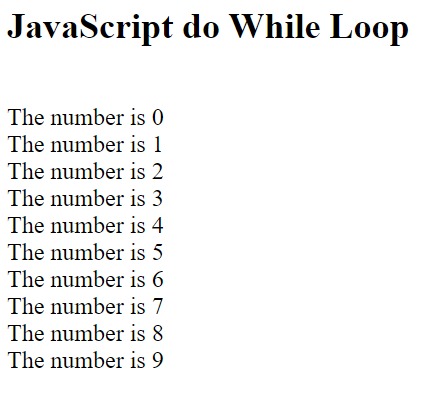 JavaScript do While Loop
The number is 0
The number is 1
The number is 2
The number is 3
The number is 4
The number is 5
The number is 6
The number is 7
The number is 8
The number is 9